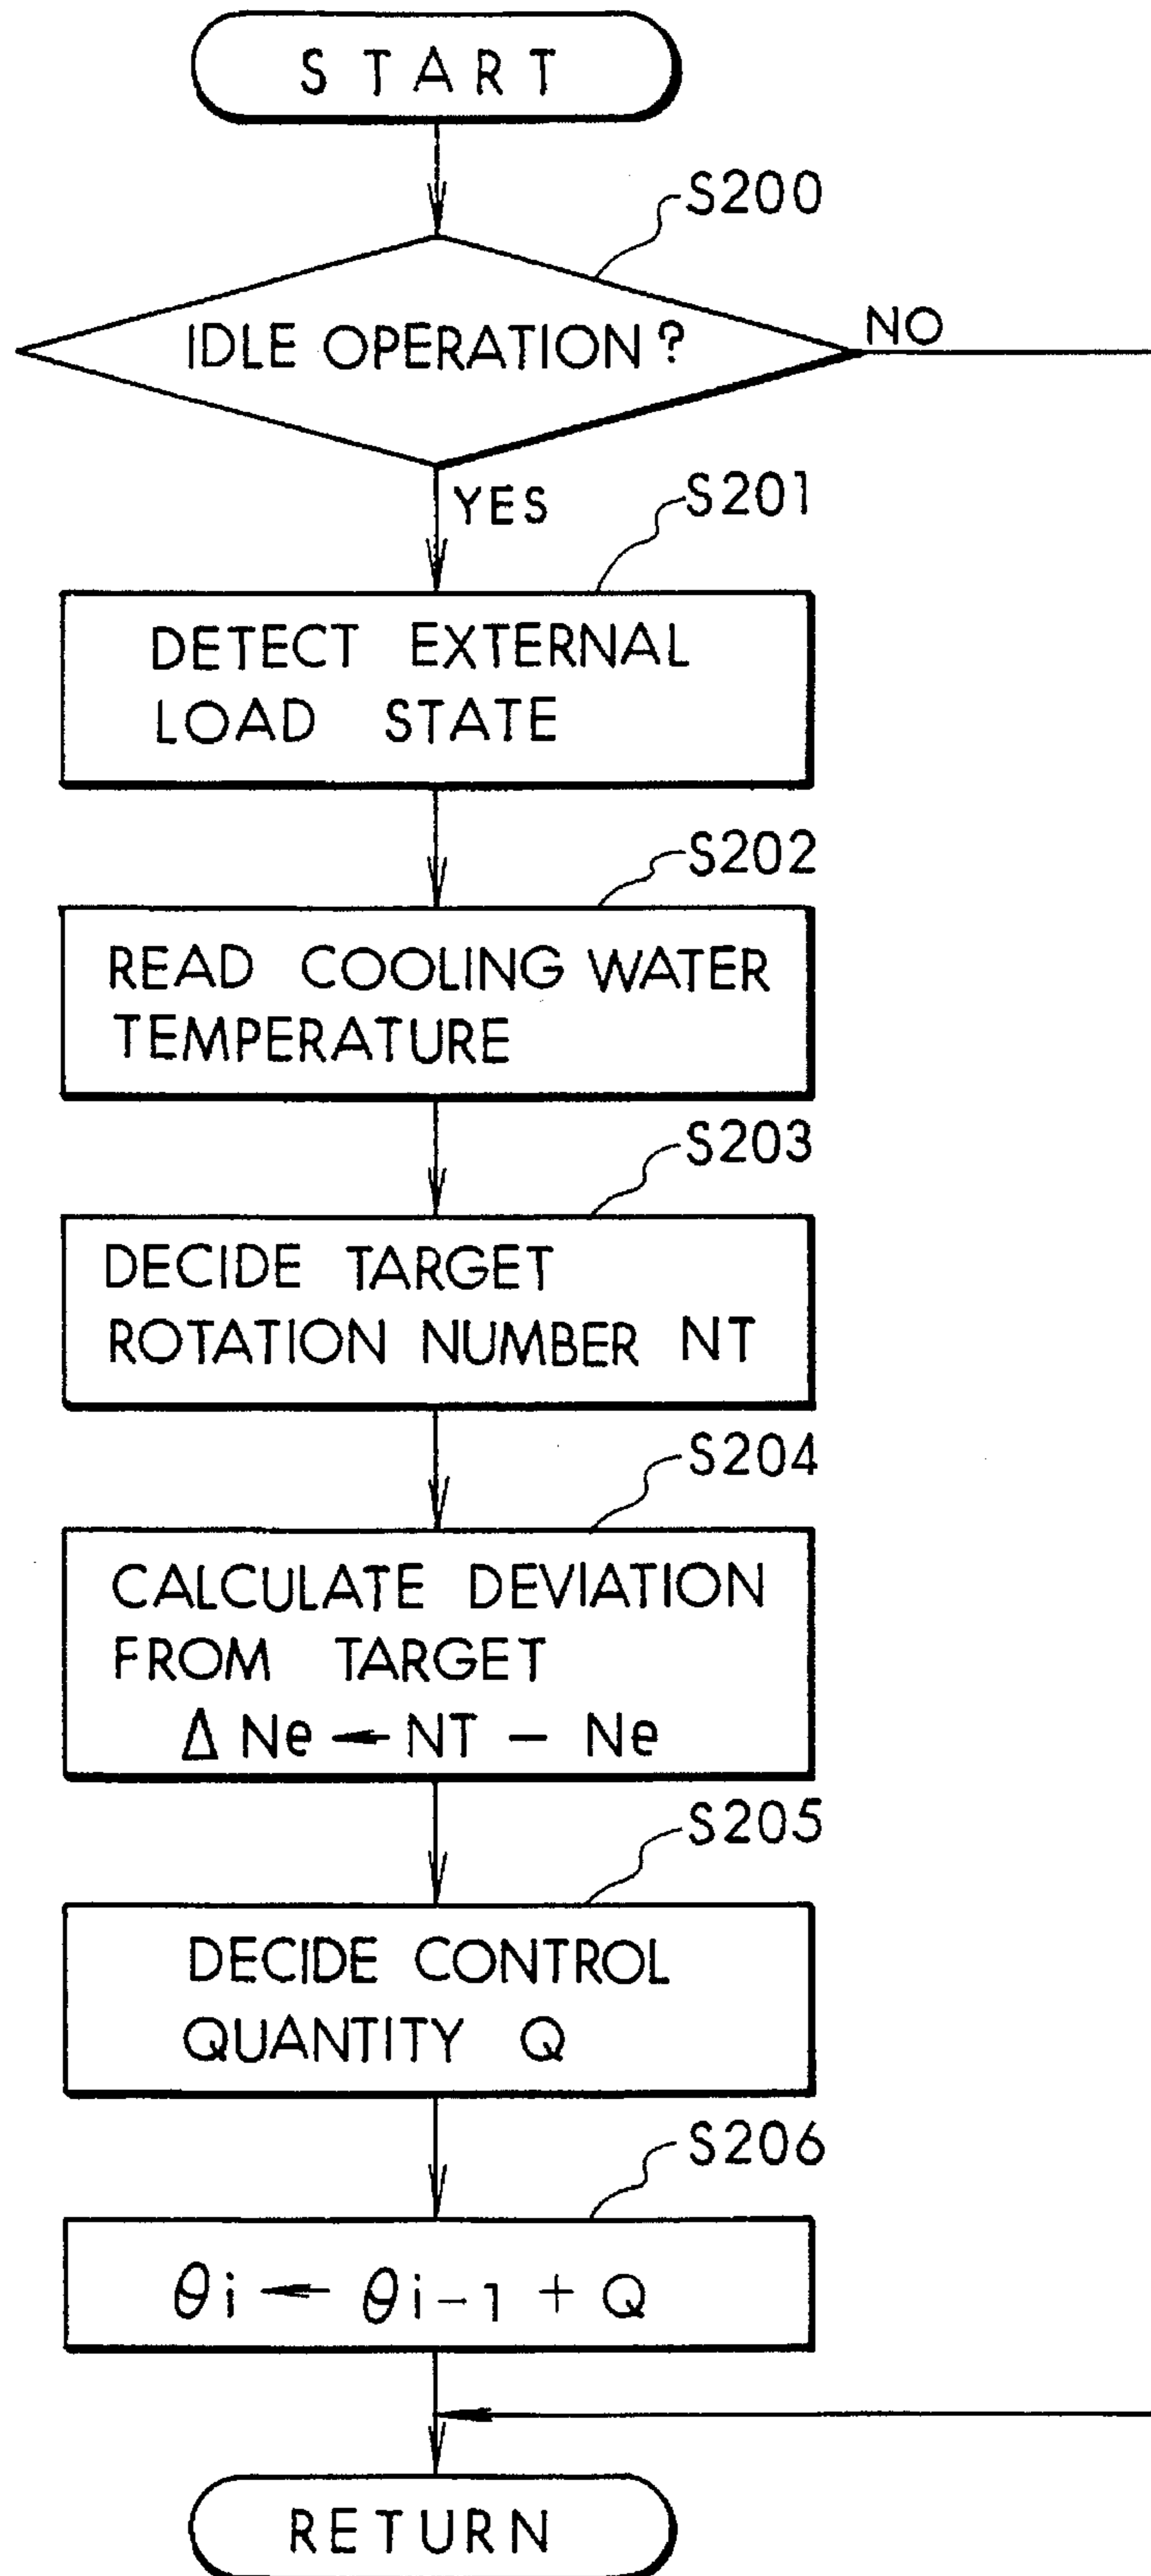 START
S200
IDLE OPERATION?
NO
YES
S201
DETECT EXTERNAL
LOAD STATE
S202
READ COOLING WATER
TEMPERATURE
S203
DECIDE TARGET
ROTATION NUMBER NT
S204
CALCULATE DEVIATION
FROM TARGET
Δ Ne ← NT − Ne
S205
DECIDE CONTROL
QUANTITY Q
S206
θi ← θi−1 + Q
RETURN